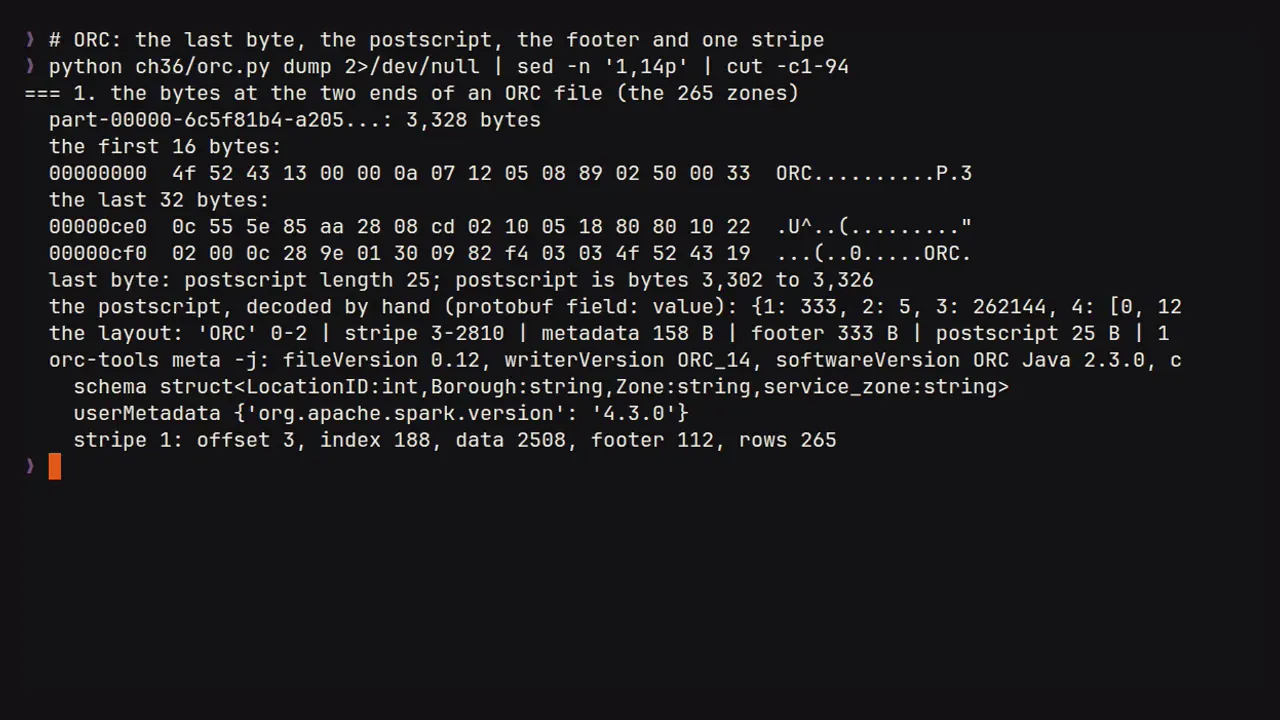 ❯ # ORC: the last byte, the postscript, the footer and one stripe
❯ python ch36/orc.py dump 2>/dev/null | sed -n '1,14p' | cut -c1-94
=== 1. the bytes at the two ends of an ORC file (the 265 zones)
part-00000-6c5f81b4-a205...: 3,328 bytes
the first 16 bytes:
00000000  4f 52 43 13 00 00 0a 07 12 05 08 89 02 50 00 33  ORC..........P.3
the last 32 bytes:
00000ce0  0c 55 5e 85 aa 28 08 cd 02 10 05 18 80 80 10 22  .U^..(........."
00000cf0  02 00 0c 28 9e 01 30 09 82 f4 03 03 4f 52 43 19  ...(..0.....ORC.
last byte: postscript length 25; postscript is bytes 3,302 to 3,326
the postscript, decoded by hand (protobuf field: value): {1: 333, 2: 5, 3: 262144, 4: [0, 12
the layout: 'ORC' 0-2 | stripe 3-2810 | metadata 158 B | footer 333 B | postscript 25 B | 1
orc-tools meta -j: fileVersion 0.12, writerVersion ORC_14, softwareVersion ORC Java 2.3.0, c
schema struct<LocationID:int,Borough:string,Zone:string,service_zone:string>
userMetadata {'org.apache.spark.version': '4.3.0'}
stripe 1: offset 3, index 188, data 2508, footer 112, rows 265
❯